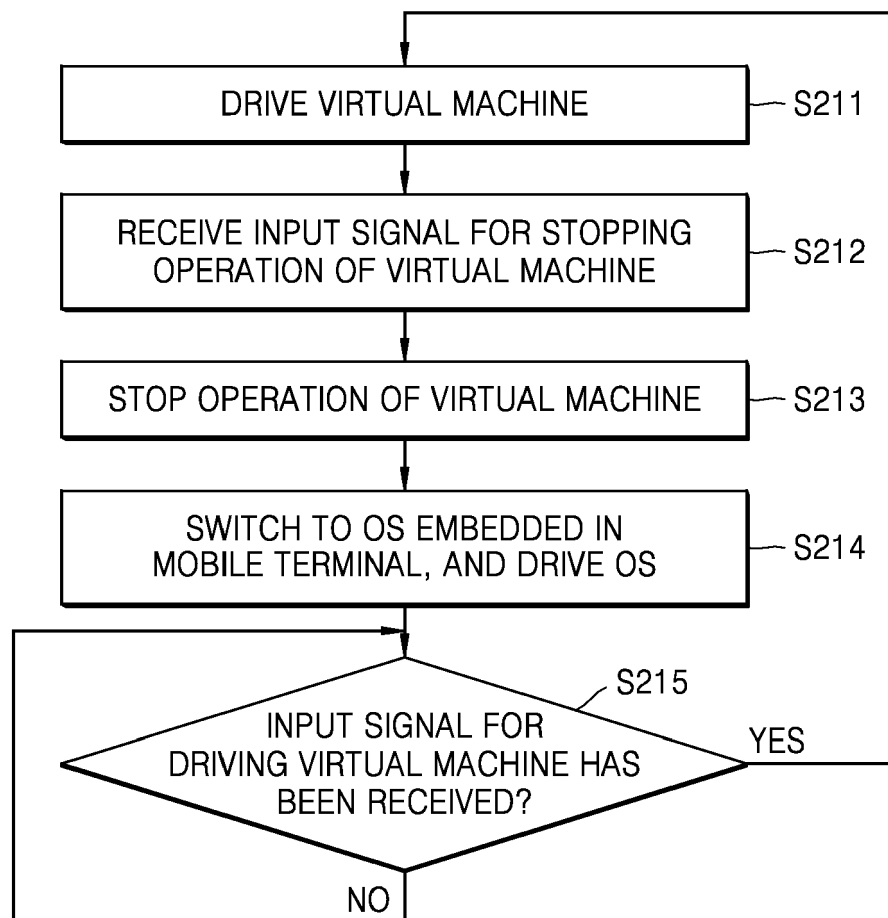 DRIVE VIRTUAL MACHINE
S211
RECEIVE INPUT SIGNAL FOR STOPPING
OPERATION OF VIRTUAL MACHINE
S212
STOP OPERATION OF VIRTUAL MACHINE
S213
SWITCH TO OS EMBEDDED IN
MOBILE TERMINAL, AND DRIVE OS
S214
S215
INPUT SIGNAL FOR
DRIVING VIRTUAL MACHINE HAS
BEEN RECEIVED?
YES
NO